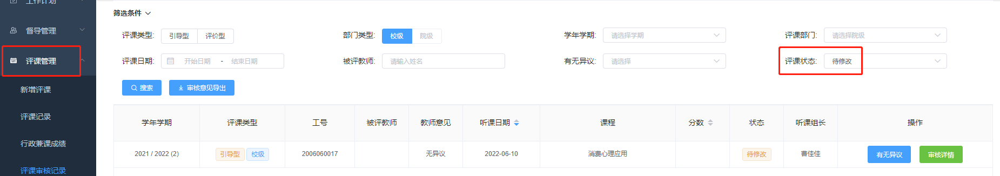 工作计划
督导管理
评课管理
新增评课
评课记录
行政兼课成绩
评课审核记录
筛选条件
评课类型: 引导型 评价型 部门类型: 校级 院级 学年学期: 请选择学期 评课部门: 请选择院级
评课日期: 开始日期 - 结束日期 被评教师: 请输入姓名 有无异议: 请选择 评课状态: 待修改
搜索 审核意见导出
学年学期 评课类型 工号 被评教师 教师意见 听课日期 课程 分数 状态 听课组长 操作
2021 / 2022 (2) 引导型 校级 2006060017 无异议 2022-06-10 消费心理应用 待修改 曹佳佳 有无异议 审核详情